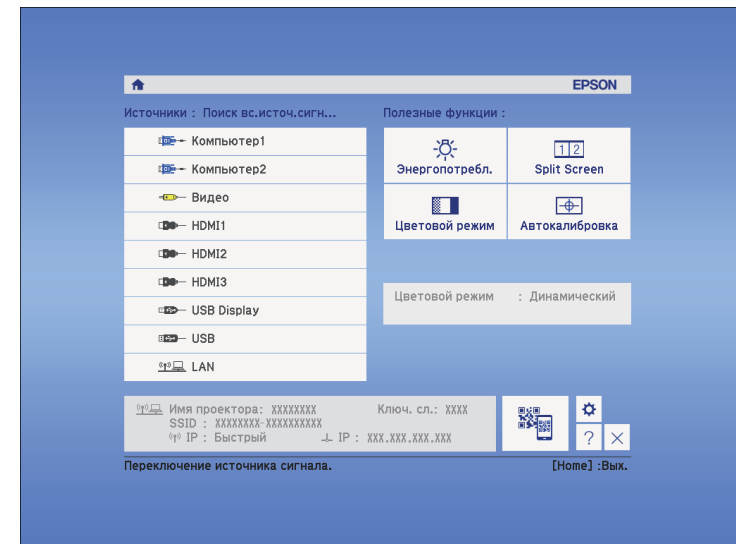 EPSON
Источники : Поиск вс.источ.сигн...
Компьютер1
Компьютер2
Видео
HDMI1
HDMI2
HDMI3
USB Display
USB
LAN
Полезные функции :
Энергопотребл.
1 2
Split Screen
Цветовой режим
Автокалибровка
Цветовой режим : Динамический
Имя проектора: XXXXXXXX Ключ. сл.: XXXX
SSID : XXXXXXXX-XXXXXXXXXX
IP : Быстрый IP : XXX.XXX.XXX.XXX
?
Переключение источника сигнала. [Home] :Вых.